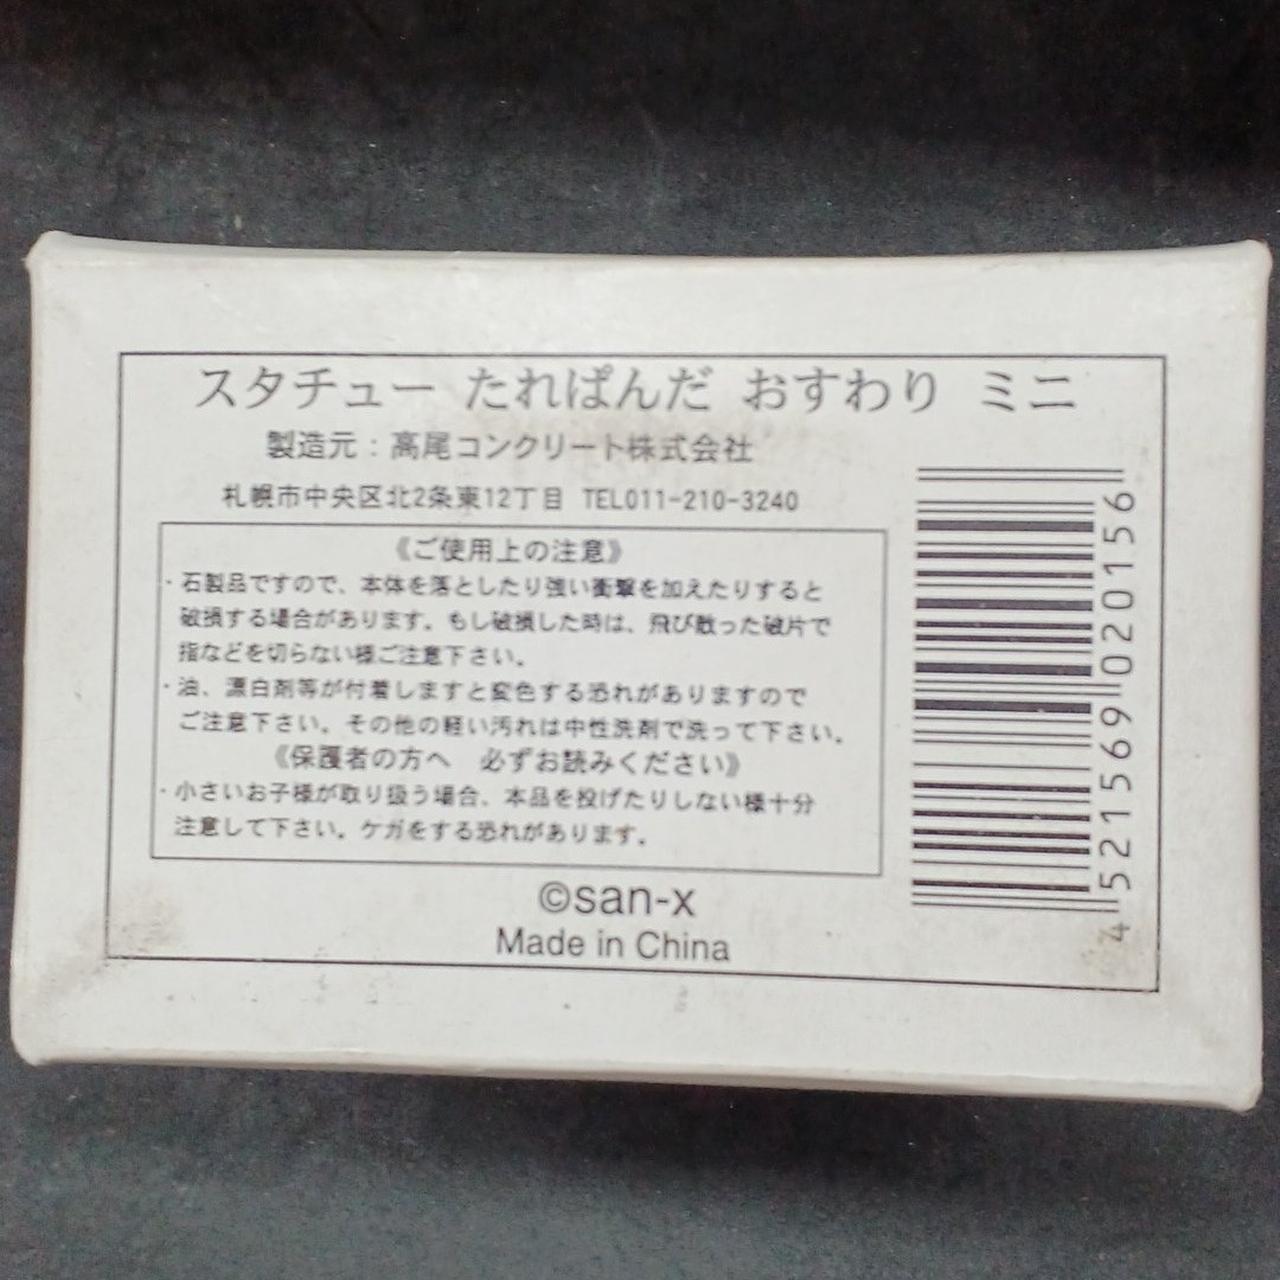 スタチュー たれぱんだ おすわり ミニ
製造元：高尾コンクリート株式会社
札幌市中央区北2条東12丁目 TEL011-210-3240
《ご使用上の注意》
・石製品ですので、本体を落としたり強い衝撃を加えたりすると
破損する場合があります。もし破損した時は、飛び散った破片で
指などを切らない様ご注意下さい。
・油、漂白剤等が付着しますと変色する恐れがありますので
ご注意下さい。その他の軽い汚れは中性洗剤で洗って下さい。
《保護者の方へ 必ずお読みください》
・小さいお子様が取り扱う場合、本品を投げたりしない様十分
注意して下さい。ケガをする恐れがあります。
©san-x
Made in China
4 521569 020156